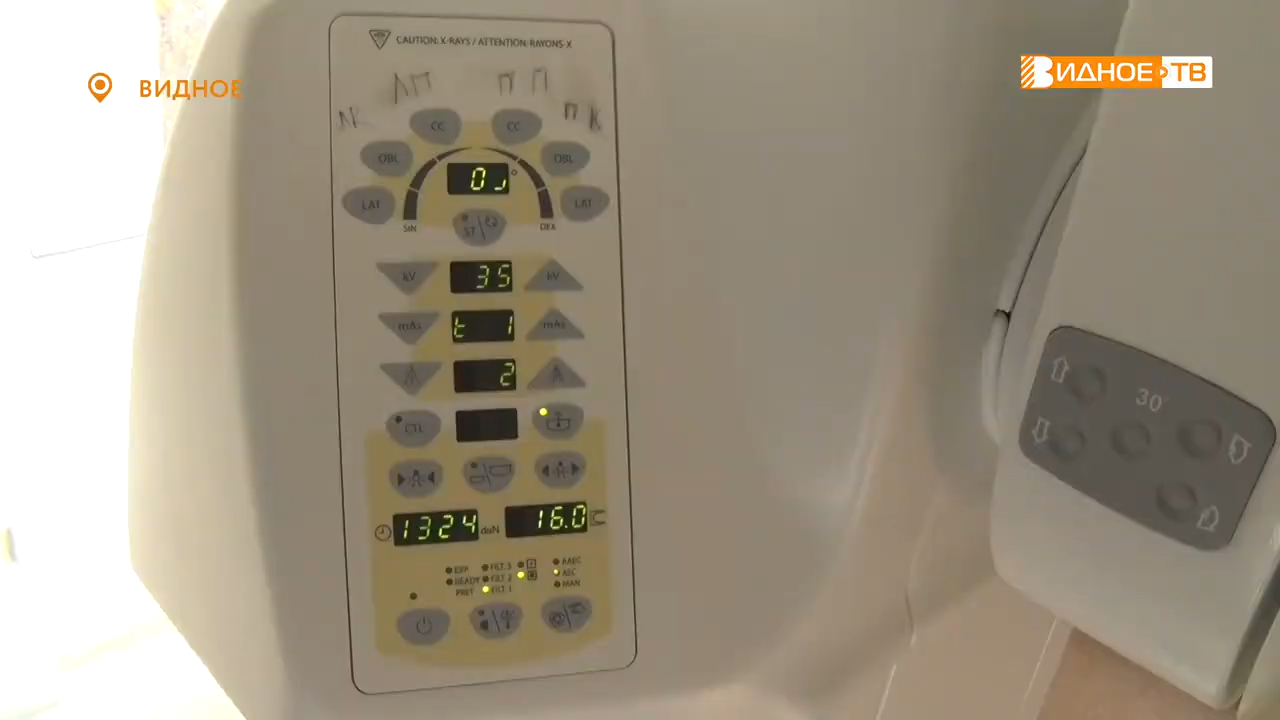 CAUTION: X-RAYS / ATTENTION: RAYONS-X
ВИДНОЕ
ВИДНОЕ ТВ
ЛП ПП
ЛК ПК
CC CC
OBL OBL
0 °
LAT LAT
SIN DEX
ST
kV 35 kV
mAs t 1 mAs
2
CTL
30°
1324 daN 16.0
EXP. FILT. 3 AAEC
READY FILT. 2 AEC
PRET FILT. 1 MAN